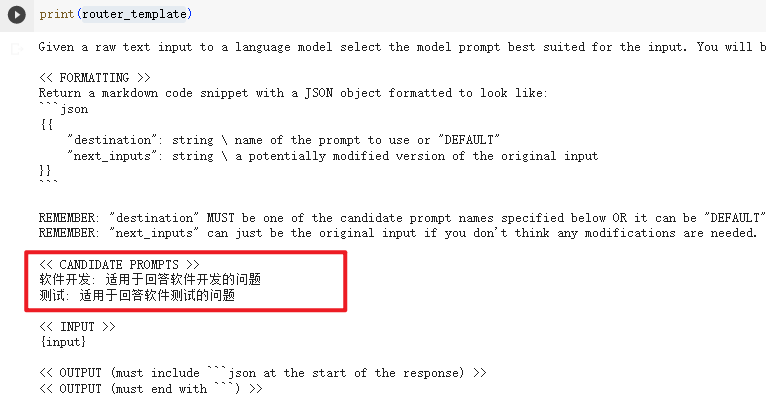 print(router_template)
Given a raw text input to a language model select the model prompt best suited for the input. You will b
<< FORMATTING >>
Return a markdown code snippet with a JSON object formatted to look like:
```json
{{
    "destination": string \ name of the prompt to use or "DEFAULT"
    "next_inputs": string \ a potentially modified version of the original input
}}
```
REMEMBER: "destination" MUST be one of the candidate prompt names specified below OR it can be "DEFAULT"
REMEMBER: "next_inputs" can just be the original input if you don't think any modifications are needed.
<< CANDIDATE PROMPTS >>
软件开发: 适用于回答软件开发的问题
测试: 适用于回答软件测试的问题
<< INPUT >>
{input}
<< OUTPUT (must include ```json at the start of the response) >>
<< OUTPUT (must end with ```) >>